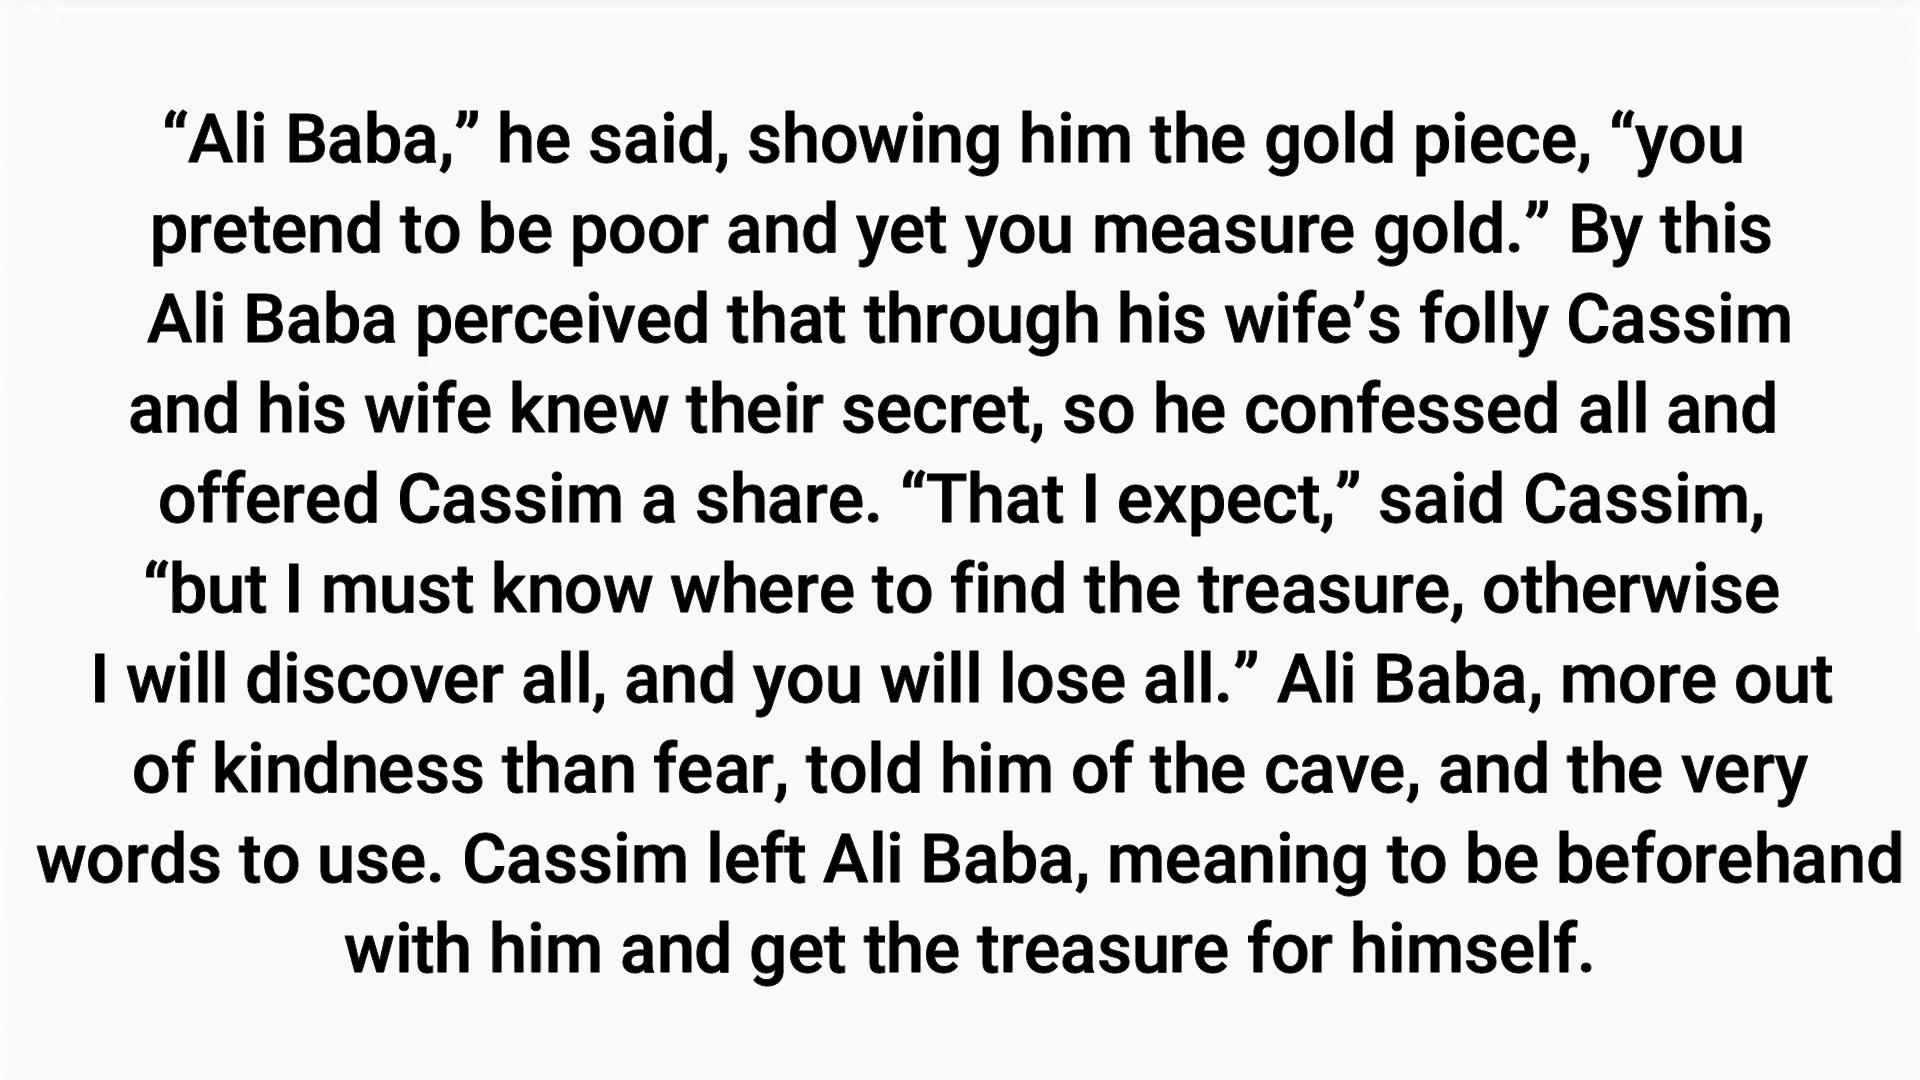 “Ali Baba,” he said, showing him the gold piece, “you
pretend to be poor and yet you measure gold.” By this
Ali Baba perceived that through his wife’s folly Cassim
and his wife knew their secret, so he confessed all and
offered Cassim a share. “That I expect,” said Cassim,
“but I must know where to find the treasure, otherwise
I will discover all, and you will lose all.” Ali Baba, more out
of kindness than fear, told him of the cave, and the very
words to use. Cassim left Ali Baba, meaning to be beforehand
with him and get the treasure for himself.